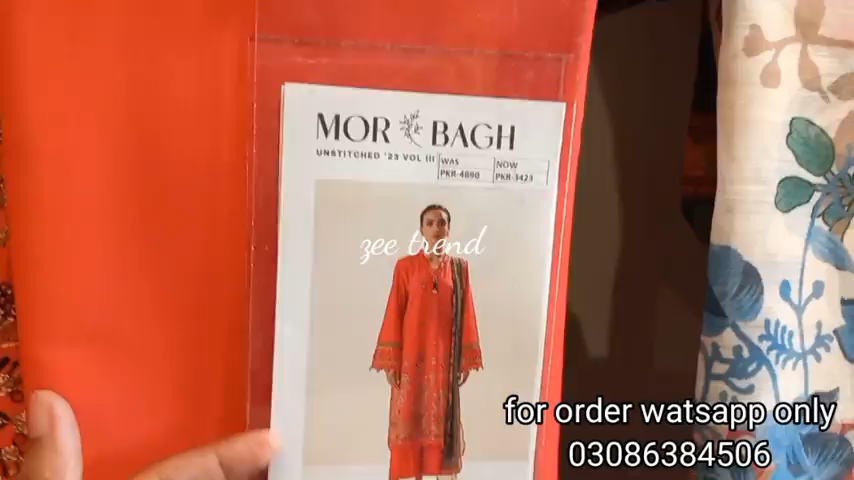 MOR BAGH
UNSTITCHED '23 VOL III
WAS
PKR-4890
NOW
PKR-3423
zee trend
for order watsapp only
03086384506